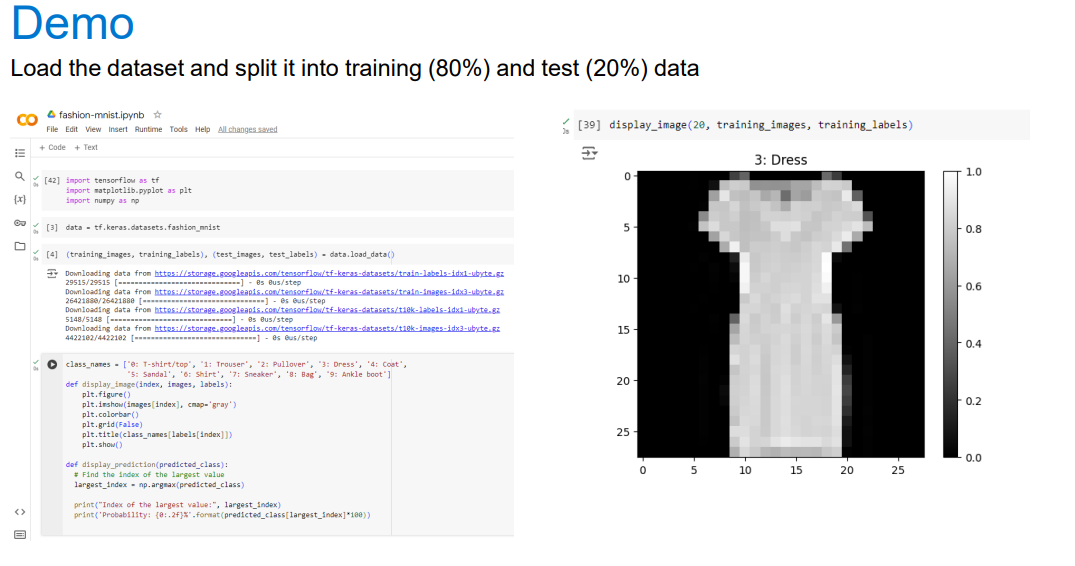 Demo
Load the dataset and split it into training (80%) and test (20%) data
fashion-mnist.ipynb
File Edit View Insert Runtime Tools Help All changes saved
+ Code + Text
[42] import tensorflow as tf
import matplotlib.pyplot as plt
import numpy as np
[3] data = tf.keras.datasets.fashion_mnist
[4] (training_images, training_labels), (test_images, test_labels) = data.load_data()
Downloading data from https://storage.googleapis.com/tensorflow/tf-keras-datasets/train-labels-idx1-ubyte.gz
29515/29515 [==============================] - 0s 0us/step
Downloading data from https://storage.googleapis.com/tensorflow/tf-keras-datasets/train-images-idx3-ubyte.gz
26421880/26421880 [==============================] - 0s 0us/step
Downloading data from https://storage.googleapis.com/tensorflow/tf-keras-datasets/t10k-labels-idx1-ubyte.gz
5148/5148 [==============================] - 0s 0us/step
Downloading data from https://storage.googleapis.com/tensorflow/tf-keras-datasets/t10k-images-idx3-ubyte.gz
4422102/4422102 [==============================] - 0s 0us/step
class_names = ['0: T-shirt/top', '1: Trouser', '2: Pullover', '3: Dress', '4: Coat',
'5: Sandal', '6: Shirt', '7: Sneaker', '8: Bag', '9: Ankle boot']
def display_image(index, images, labels):
plt.figure()
plt.imshow(images[index], cmap='gray')
plt.colorbar()
plt.grid(False)
plt.title(class_names[labels[index]])
plt.show()
def display_prediction(predicted_class):
# Find the index of the largest value
largest_index = np.argmax(predicted_class)
print("Index of the largest value:", largest_index)
print('Probability: {0:.2f}%'.format(predicted_class[largest_index]*100))
[39] display_image(20, training_images, training_labels)
3: Dress
0
5
10
15
20
25
0 5 10 15 20 25
1.0
0.8
0.6
0.4
0.2
0.0